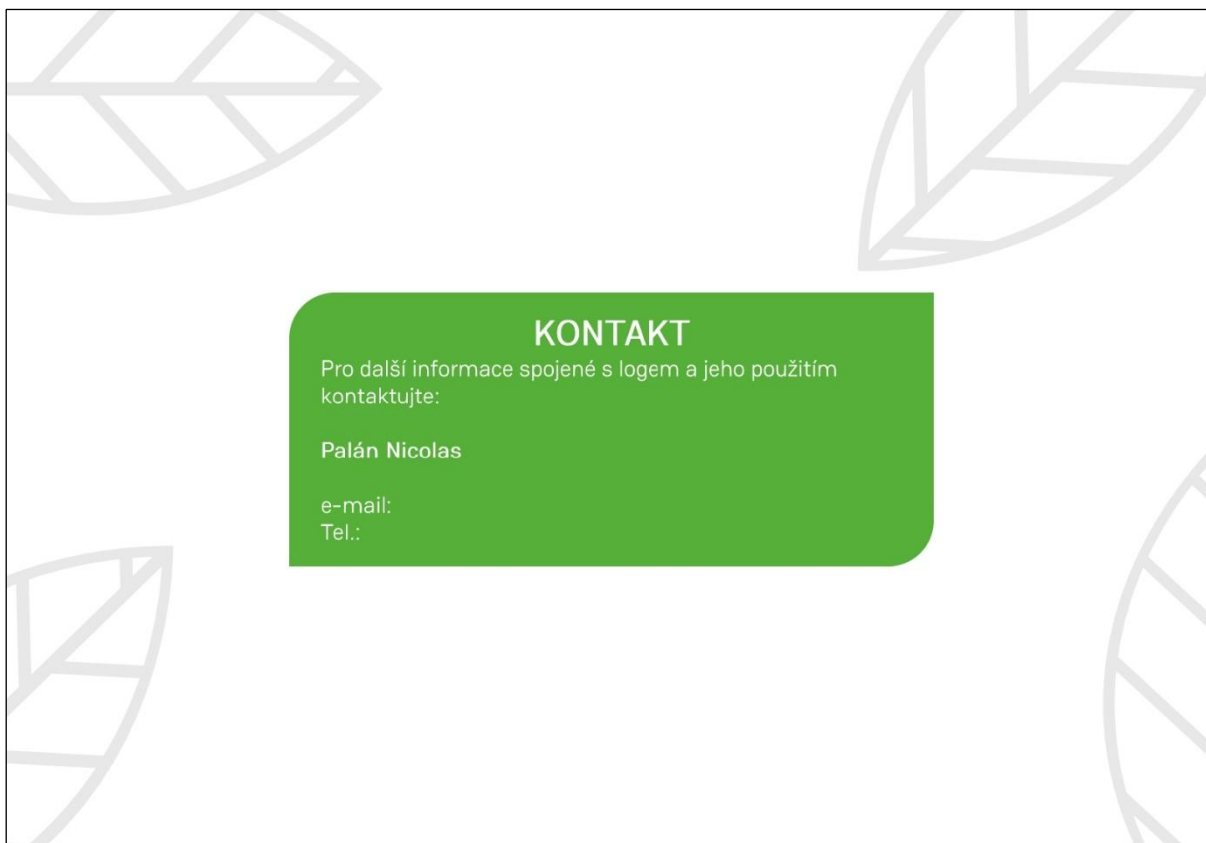 KONTAKT
Pro další informace spojené s logem a jeho použitím
kontaktujte:
Palán Nicolas
e-mail:
Tel.: